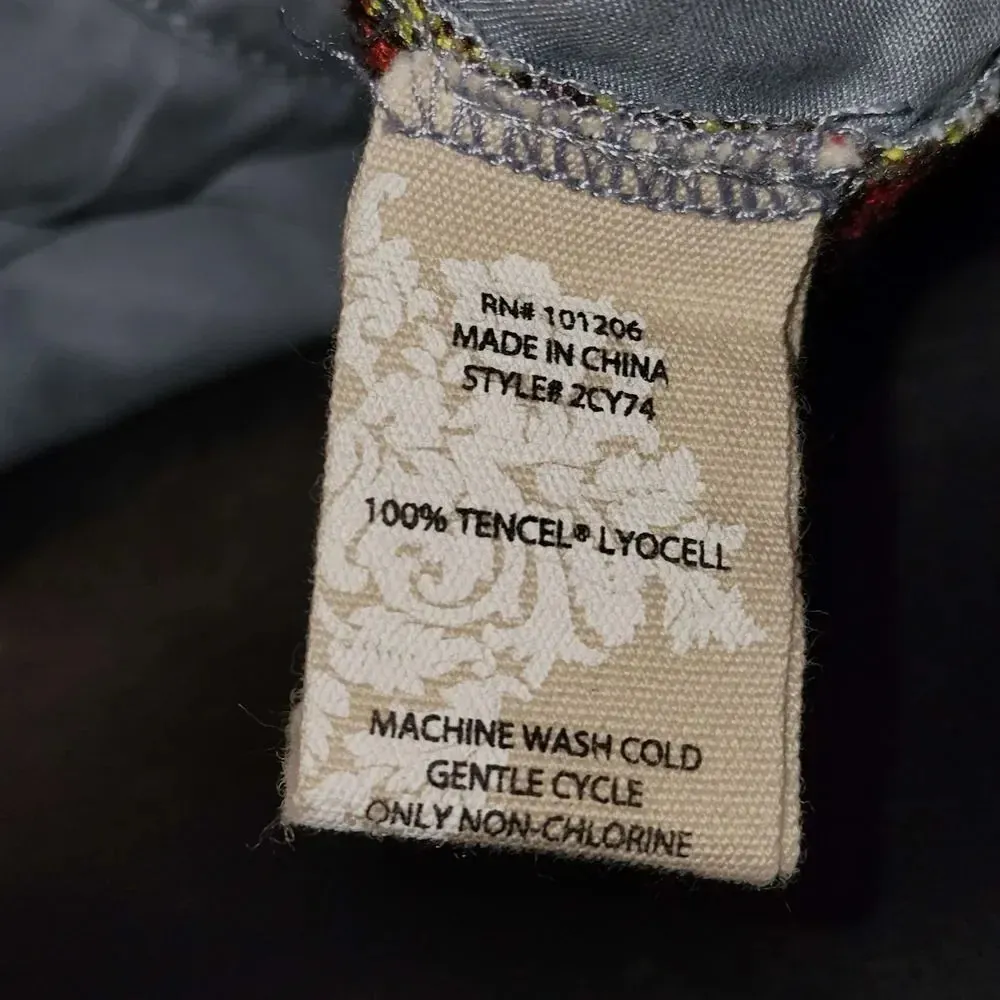 RN# 101206
MADE IN CHINA
STYLE# 2CY74
100% TENCEL® LYOCELL
MACHINE WASH COLD
GENTLE CYCLE
ONLY NON-CHLORINE